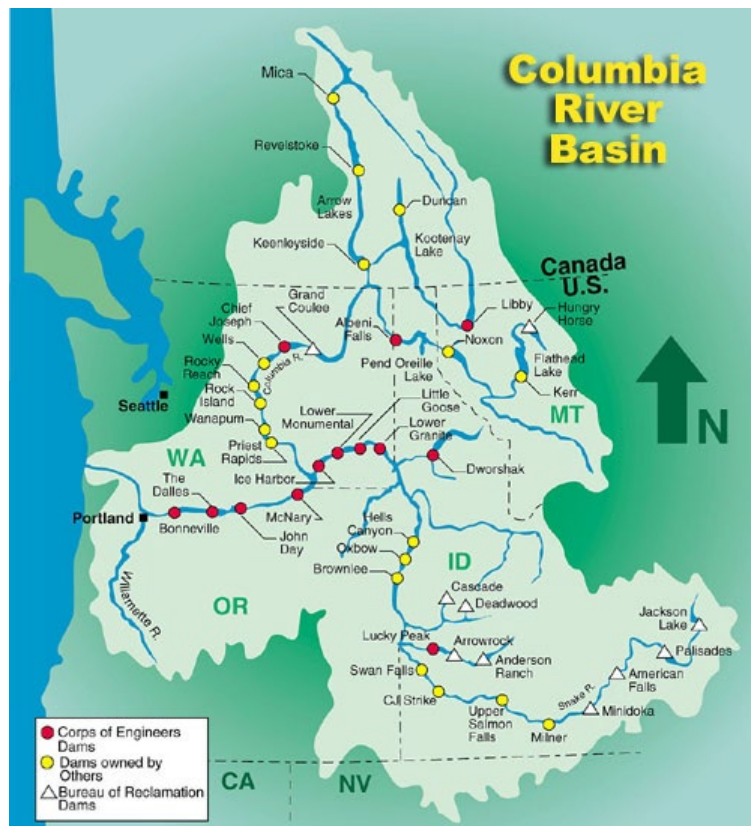 Columbia
River
Basin
Mica
Revelstoke
Arrow
Lakes
Duncan
Kootenay
Lake
Keenleyside
Canada
U.S.
Grand
Coulee
Chief
Joseph
Albeni
Falls
Libby
Hungry
Horse
Wells
Noxon
Columbia R.
Pend Oreille
Lake
Flathead
Lake
Rocky
Reach
Rock
Island
Kerr
Seattle
Little
Goose
Lower
Monumental
Lower
Granite
MT
N
Wanapum
Priest
Rapids
WA
Ice Harbor
Dworshak
The
Dalles
Portland
Bonneville
McNary
John
Day
Hells
Canyon
Oxbow
Brownlee
ID
Willamette R.
OR
Cascade
Deadwood
Jackson
Lake
Lucky Peak
Arrowrock
Palisades
Anderson
Ranch
Swan Falls
American
Falls
CJ Strike
Snake R.
Upper
Salmon
Falls
Minidoka
Milner
Corps of Engineers
Dams
Dams owned by
Others
Bureau of Reclamation
Dams
CA
NV